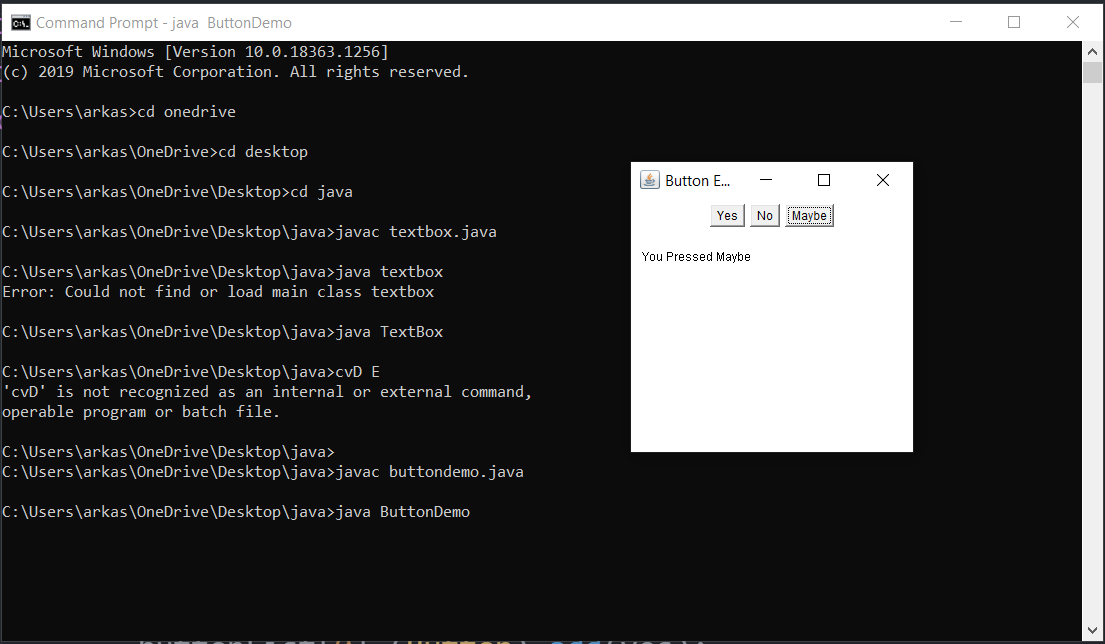 Command Prompt - java  ButtonDemo
Microsoft Windows [Version 10.0.18363.1256]
(c) 2019 Microsoft Corporation. All rights reserved.
C:\Users\arkas>cd onedrive
C:\Users\arkas\OneDrive>cd desktop
C:\Users\arkas\OneDrive\Desktop>cd java
C:\Users\arkas\OneDrive\Desktop\java>javac textbox.java
C:\Users\arkas\OneDrive\Desktop\java>java textbox
Error: Could not find or load main class textbox
C:\Users\arkas\OneDrive\Desktop\java>java TextBox
C:\Users\arkas\OneDrive\Desktop\java>cvD E
'cvD' is not recognized as an internal or external command,
operable program or batch file.
C:\Users\arkas\OneDrive\Desktop\java>
C:\Users\arkas\OneDrive\Desktop\java>javac buttondemo.java
C:\Users\arkas\OneDrive\Desktop\java>java ButtonDemo
Button E...
Yes No Maybe
You Pressed Maybe